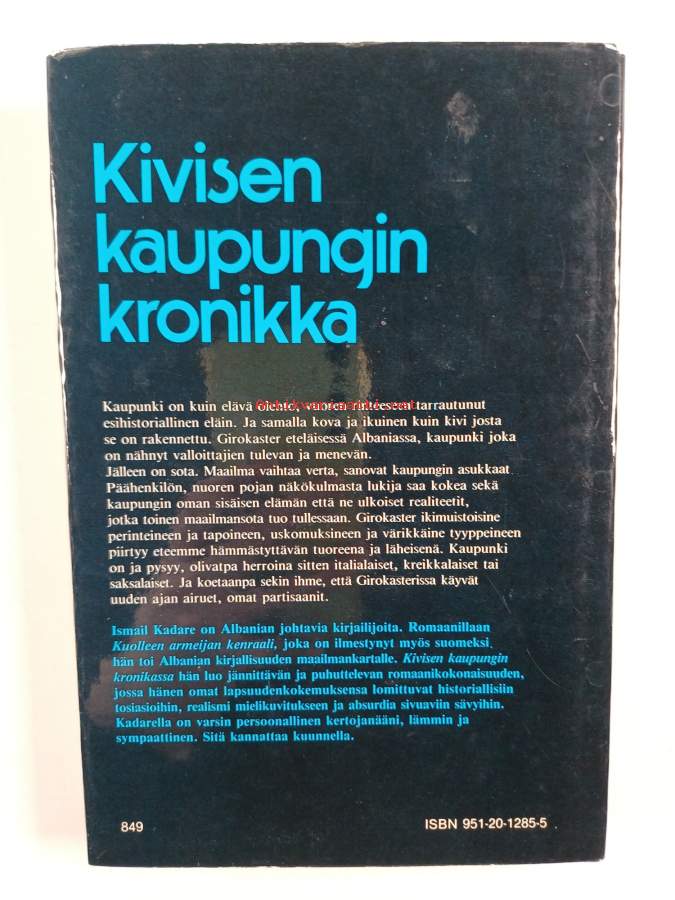 Kivisen
kaupungin
kronikka
Kaupunki on kuin elävä olento, vuoren rinteeseen tarrautunut
esihistoriallinen eläin. Ja samalla kova ja ikuinen kuin kivi josta
se on rakennettu. Girokaster eteläisessä Albaniassa, kaupunki joka
on nähnyt valloittajien tulevan ja menevän.
Jälleen on sota. Maailma vaihtaa verta, sanovat kaupungin asukkaat.
Päähenkilön, nuoren pojan näkökulmasta lukija saa kokea sekä
kaupungin oman sisäisen elämän että ne ulkoiset realiteetit,
jotka toinen maailmansota tuo tullessaan. Girokaster ikimuistoisine
perinteineen ja tapoineen, uskomuksineen ja värikkäine tyyppeineen
piirtyy eteemme hämmästyttävän tuoreena ja läheisenä. Kaupunki
on ja pysyy, olivatpa herroina sitten italialaiset, kreikkalaiset tai
saksalaiset. Ja koetaanpa sekin ihme, että Girokasterissa käyvät
uuden ajan airuet, omat partisaanit.
Ismail Kadare on Albanian johtavia kirjailijoita. Romaanillaan
Kuolleen armeijan kenraali, joka on ilmestynyt myös suomeksi,
hän toi Albanian kirjallisuuden maailmankartalle. Kivisen kaupungin
kronikassa hän luo jännittävän ja puhuttelevan romaanikokonaisuuden,
jossa hänen omat lapsuudenkokemuksensa lomittuvat historiallisiin
tosiasioihin, realismi mielikuvitukseen ja absurdia sivuaviin sävyihin.
Kadarella on varsin persoonallinen kertojanääni, lämmin ja
sympaattinen. Sitä kannattaa kuunnella.
849
ISBN 951-20-1285-5